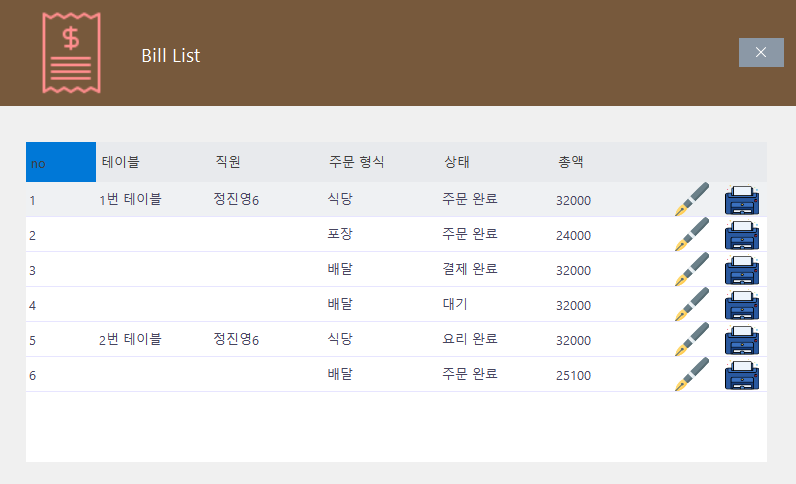 $
Bill List
no 테이블 직원 주문 형식 상태 총액
1 1번 테이블 정진영6 식당 주문 완료 32000
2 포장 주문 완료 24000
3 배달 결제 완료 32000
4 배달 대기 32000
5 2번 테이블 정진영6 식당 요리 완료 32000
6 배달 주문 완료 25100